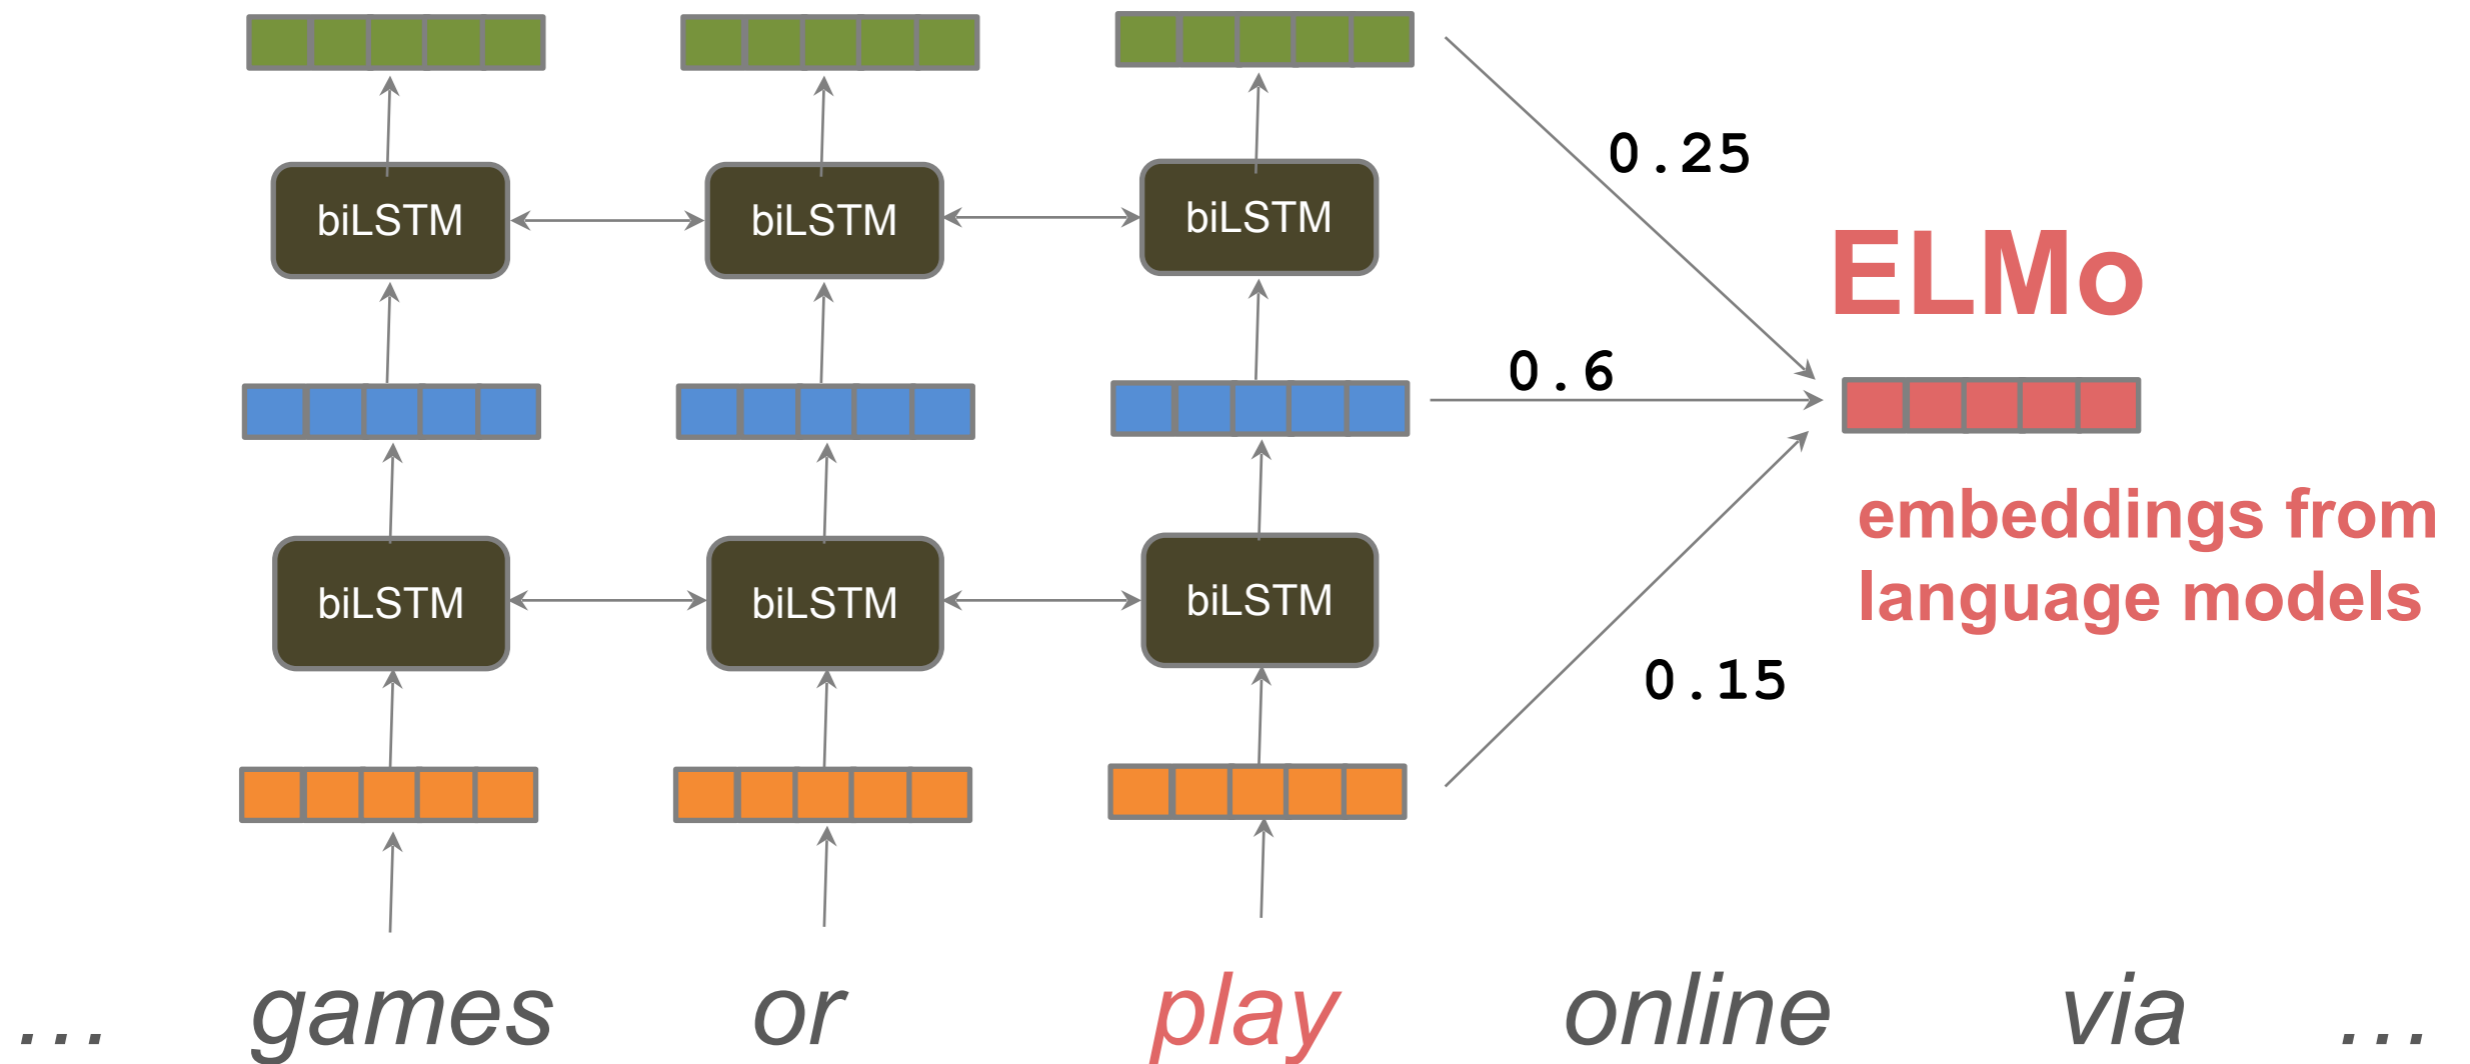 biLSTM biLSTM biLSTM
0.25
ELMo
0.6
embeddings from
language models
biLSTM biLSTM biLSTM
0.15
... games or play online via ...